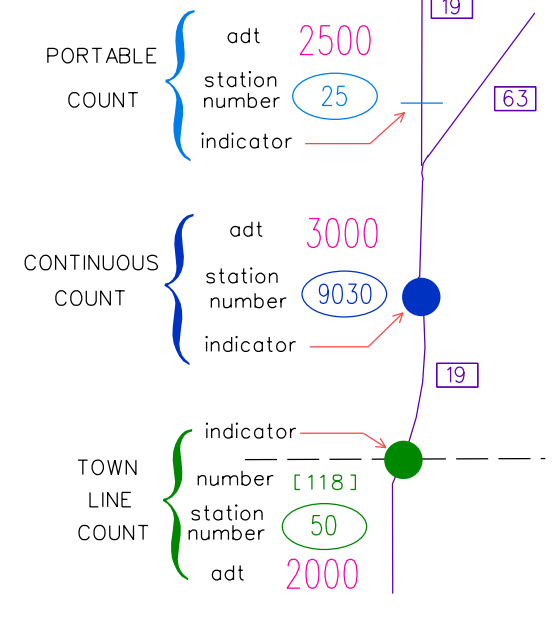 19
adt 2500
PORTABLE
COUNT
station
number 25
63
indicator
adt 3000
CONTINUOUS
COUNT
station
number 9030
indicator
19
indicator
TOWN
LINE
COUNT
number [118]
station
number 50
adt 2000